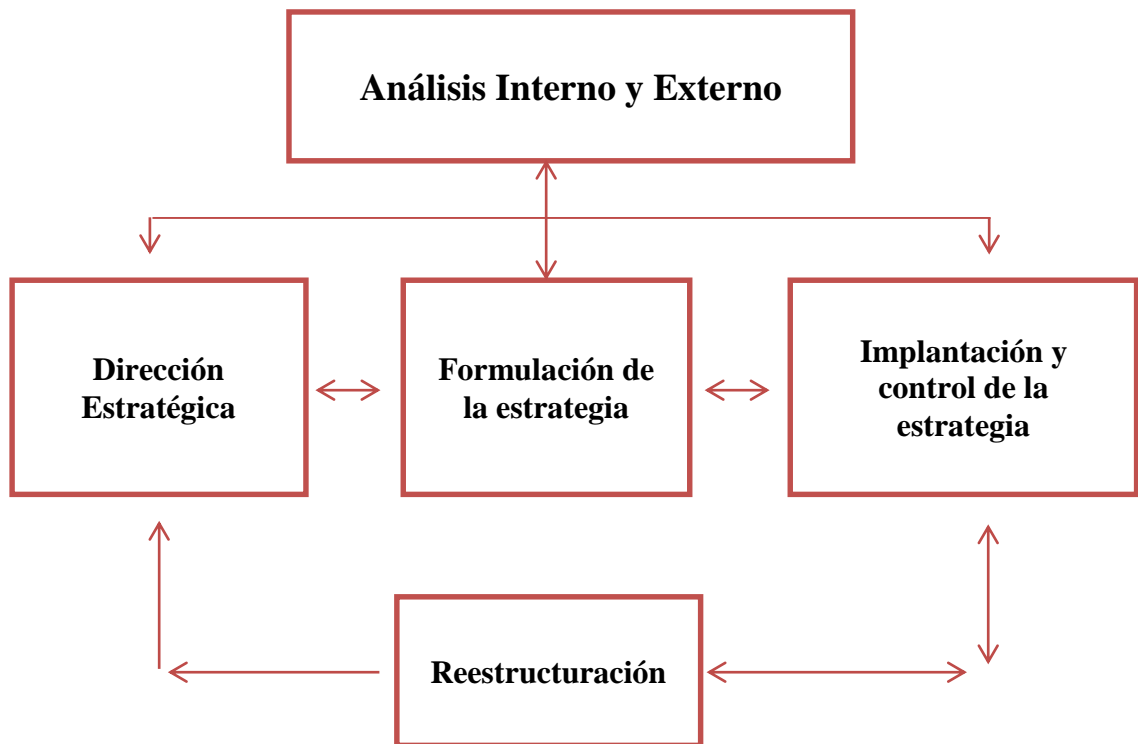 Análisis Interno y Externo
Dirección
Estratégica
Formulación de
la estrategia
Implantación y
control de la
estrategia
Reestructuración